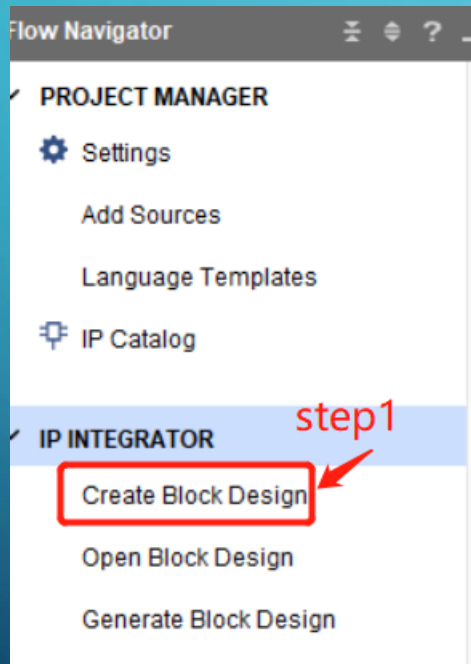 Flow Navigator ?
PROJECT MANAGER
Settings
Add Sources
Language Templates
IP Catalog
step1
IP INTEGRATOR
Create Block Design
Open Block Design
Generate Block Design